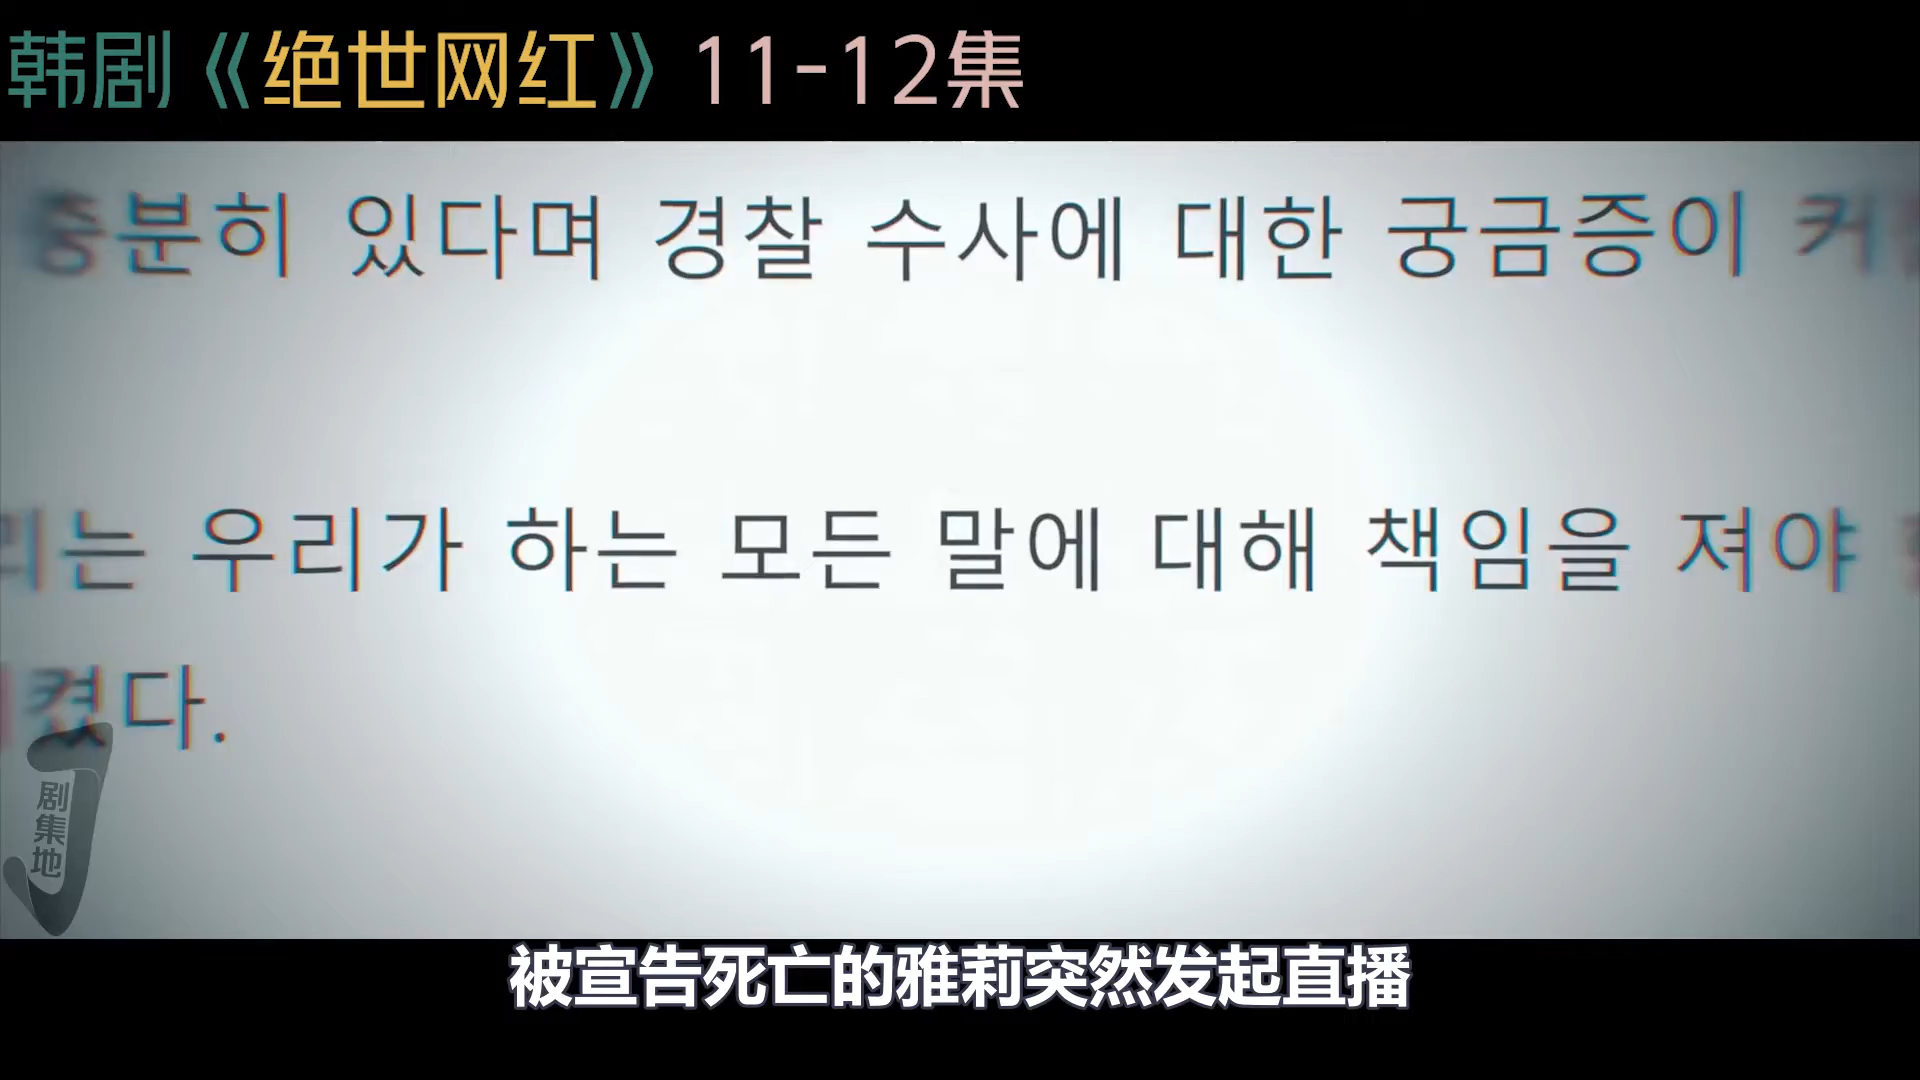 韩剧《绝世网红》11-12集
충분히 있다며 경찰 수사에 대한 궁금증이
는 우리가 하는 모든 말에 대해 책임을 져야
켰다.
剧集地
被宣告死亡的雅莉突然发起直播